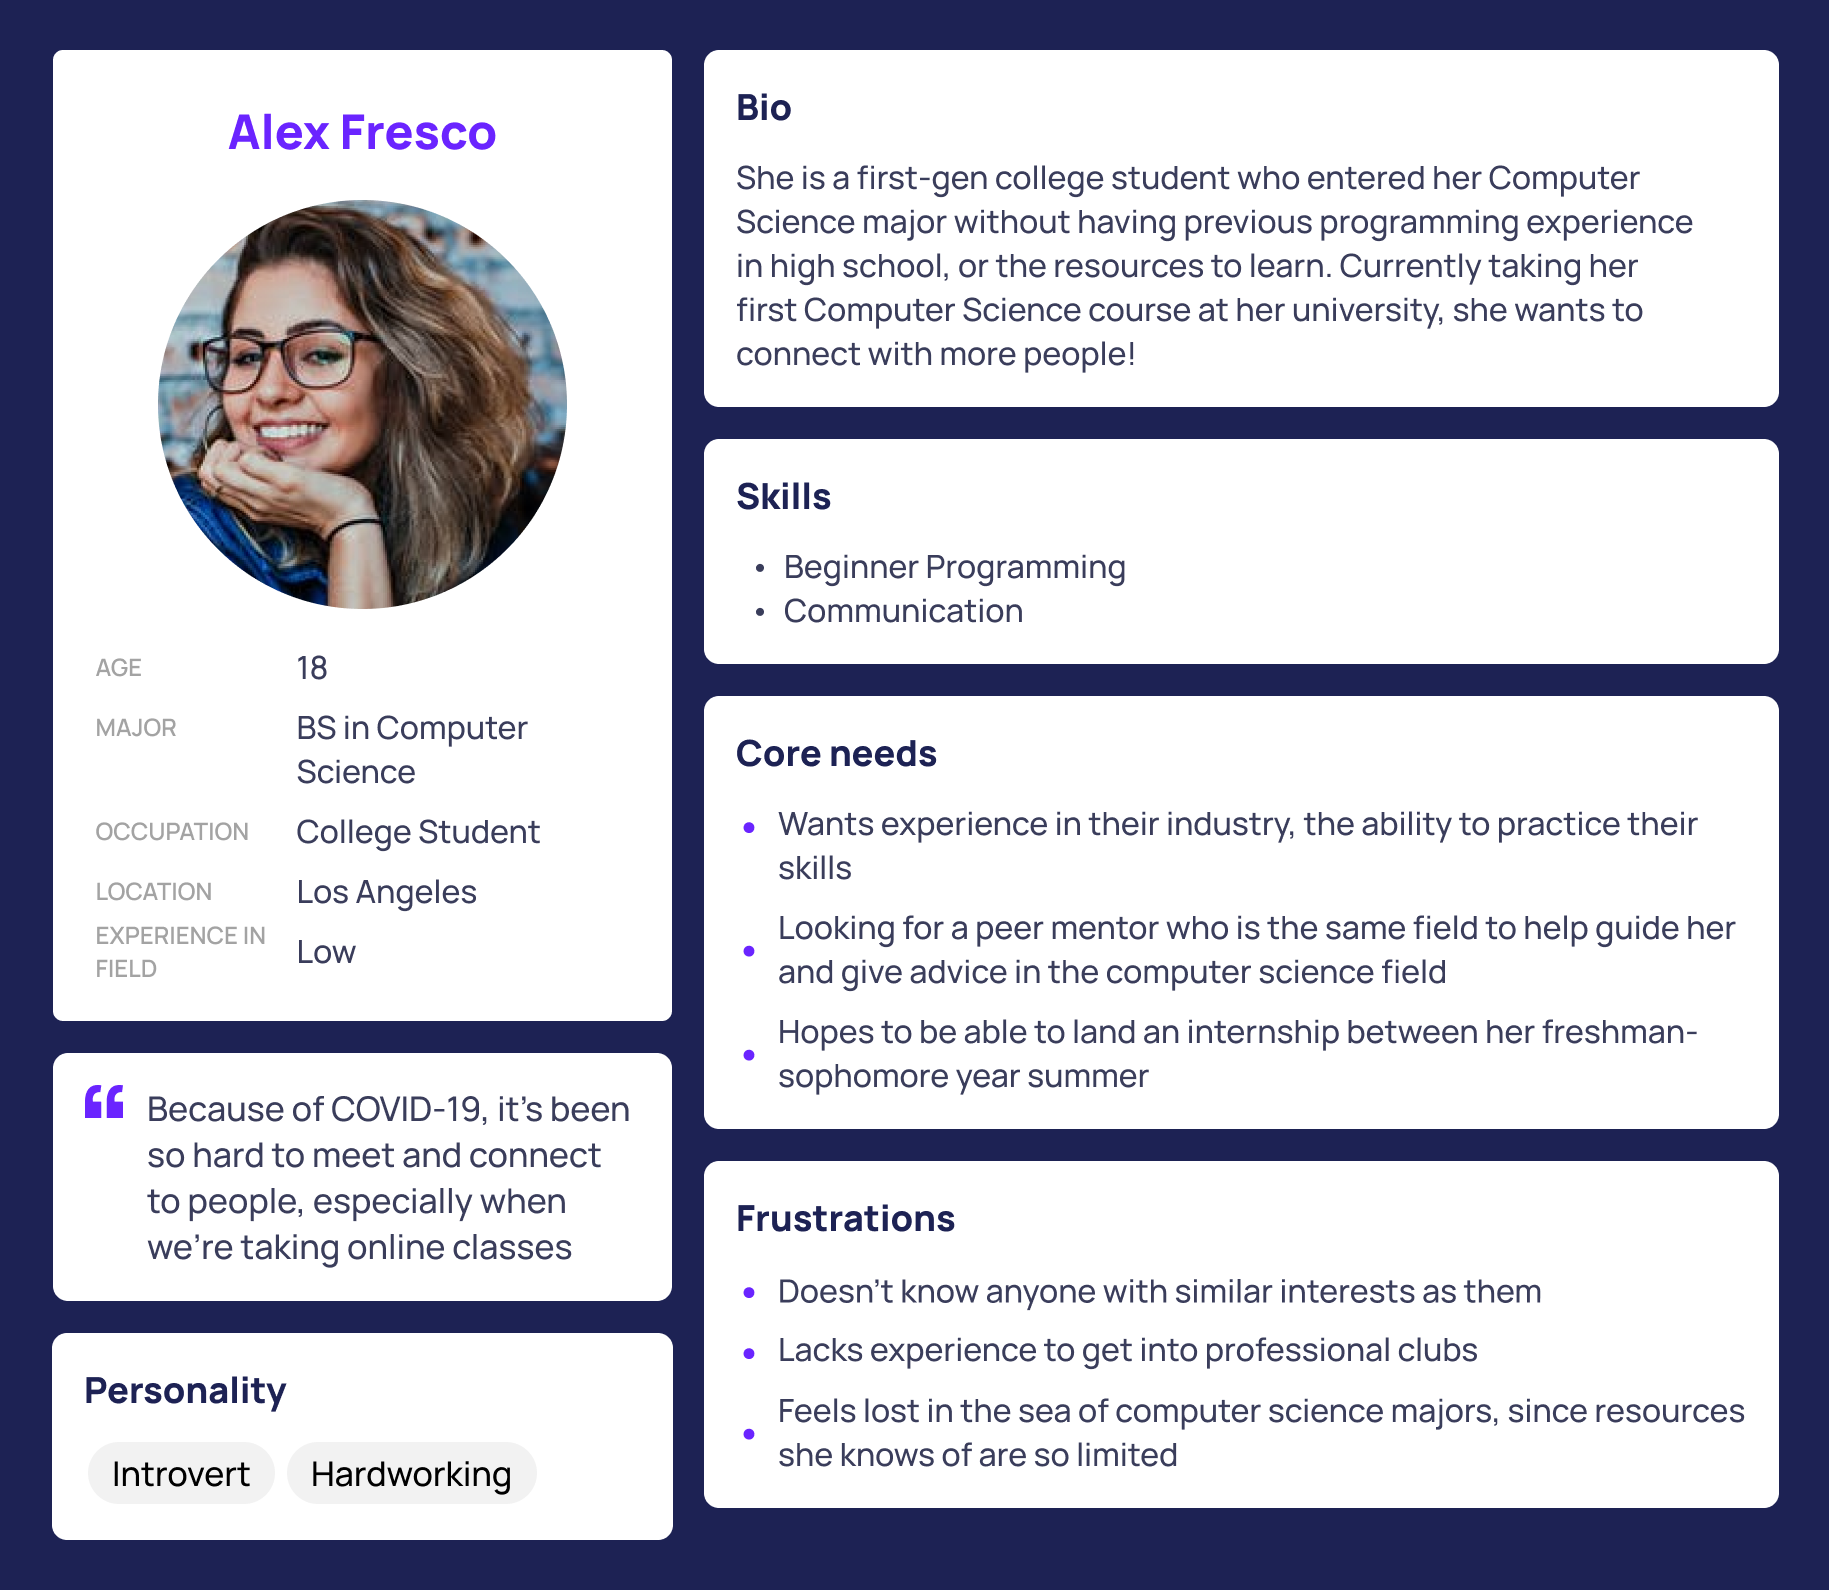 Alex Fresco
AGE 18
MAJOR BS in Computer
Science
OCCUPATION College Student
LOCATION Los Angeles
EXPERIENCE IN
FIELD
Low
“ Because of COVID-19, it’s been
so hard to meet and connect
to people, especially when
we’re taking online classes
Personality
Introvert Hardworking
Bio
She is a first-gen college student who entered her Computer
Science major without having previous programming experience
in high school, or the resources to learn. Currently taking her
first Computer Science course at her university, she wants to
connect with more people!
Skills
• Beginner Programming
• Communication
Core needs
• Wants experience in their industry, the ability to practice their
skills
• Looking for a peer mentor who is the same field to help guide her
and give advice in the computer science field
• Hopes to be able to land an internship between her freshman-
sophomore year summer
Frustrations
• Doesn’t know anyone with similar interests as them
• Lacks experience to get into professional clubs
• Feels lost in the sea of computer science majors, since resources
she knows of are so limited